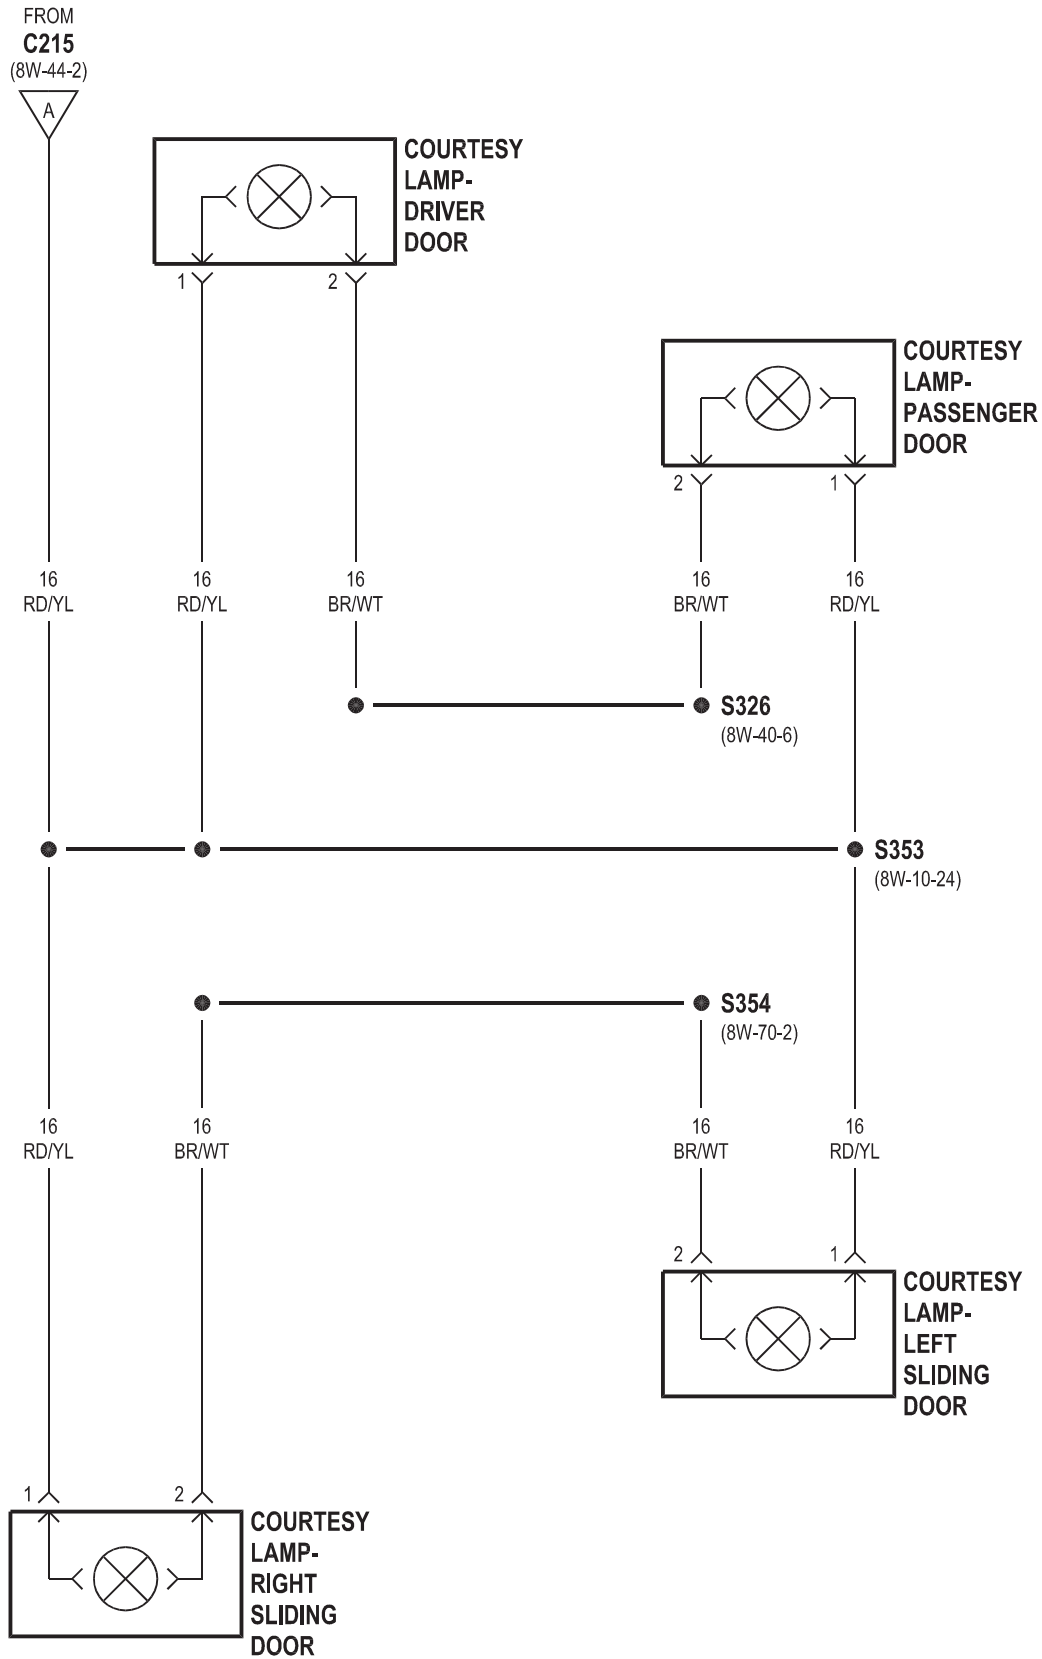 FROM
C215
(8W-44-2)
A
COURTESY
LAMP-
DRIVER
DOOR
1
2
COURTESY
LAMP-
PASSENGER
DOOR
2
1
16
RD/YL
16
RD/YL
16
BR/WT
16
BR/WT
16
RD/YL
S326
(8W-40-6)
S353
(8W-10-24)
S354
(8W-70-2)
16
RD/YL
16
BR/WT
16
BR/WT
16
RD/YL
2
1
COURTESY
LAMP-
LEFT
SLIDING
DOOR
1
2
COURTESY
LAMP-
RIGHT
SLIDING
DOOR